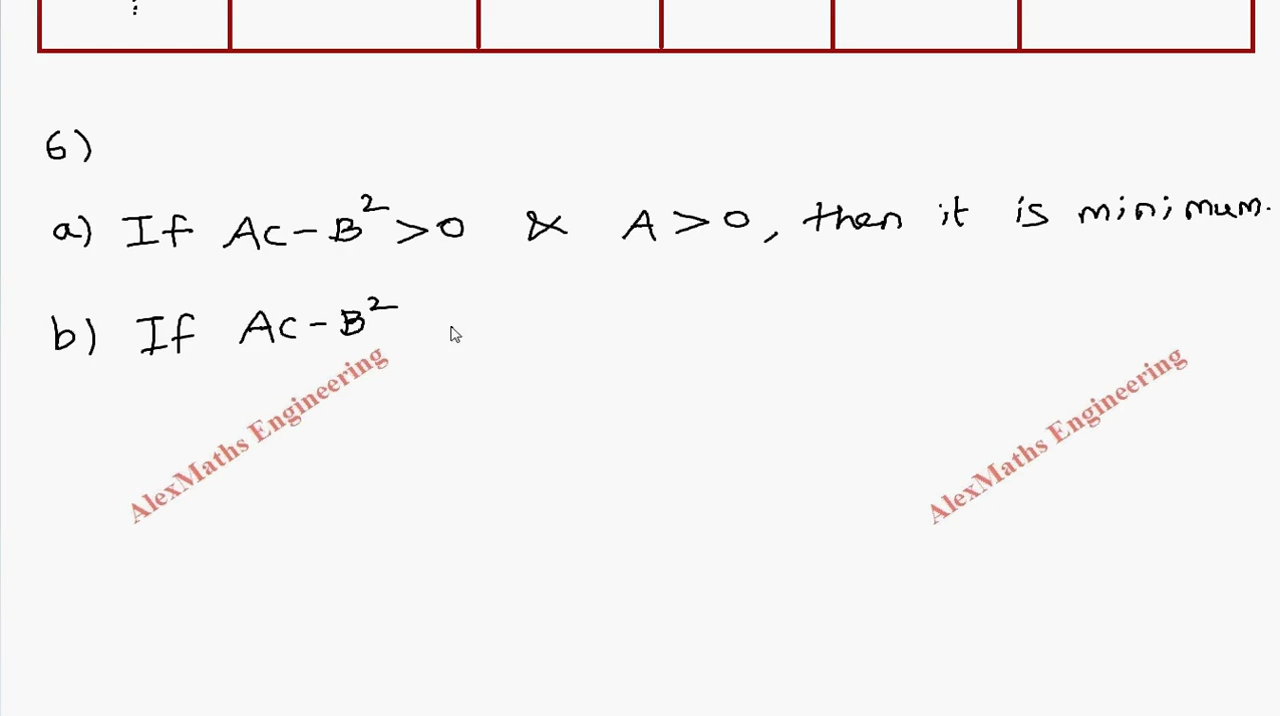 6)
a) If AC-B² >0 & A>0, then it is minimum.
b) If AC-B²
AlexMaths Engineering
AlexMaths Engineering